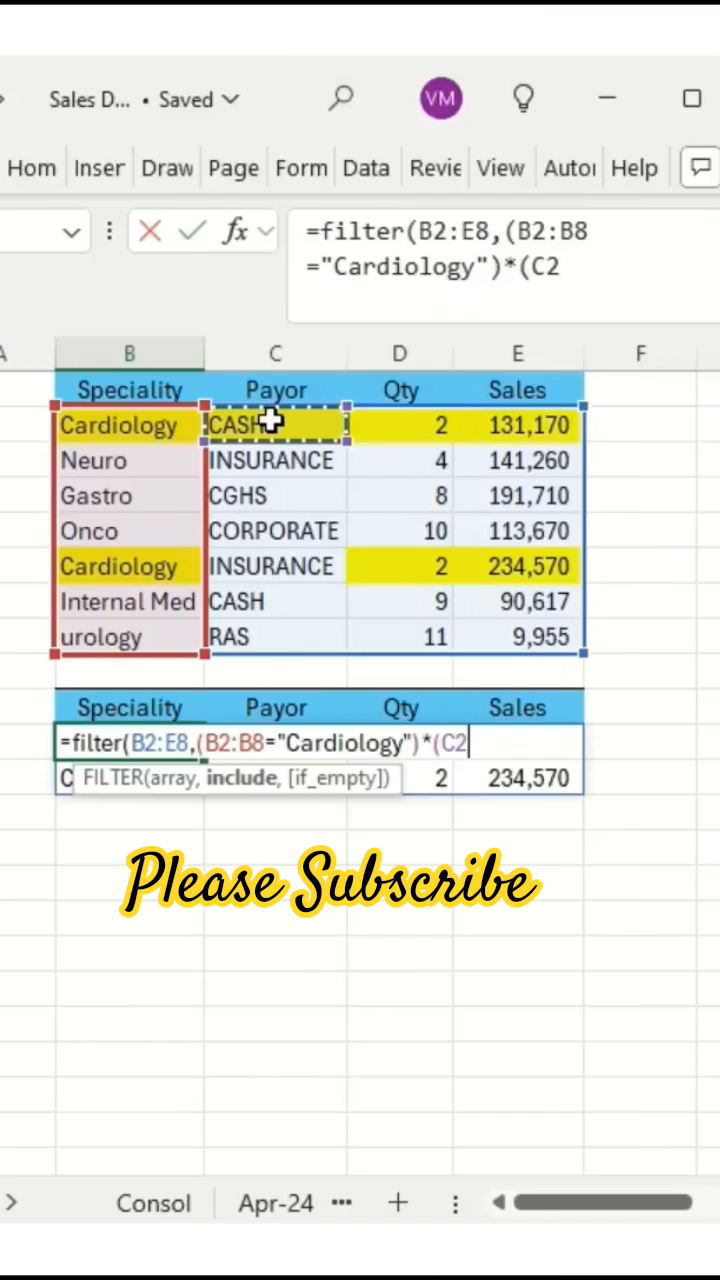 Sales D... • Saved
VM
Hom Inser Draw Page Form Data Revie View Autor Help
fx
=filter(B2:B8,(B2:B8
="Cardiology")*(C2
A B C D E F
Speciality Payor Qty Sales
Cardiology CASH 2 131,170
Neuro INSURANCE 4 141,260
Gastro CGHS 8 191,710
Onco CORPORATE 10 113,670
Cardiology INSURANCE 2 234,570
Internal Med CASH 9 90,617
urology RAS 11 9,955
Speciality Payor Qty Sales
=filter(B2:E8,(B2:B8="Cardiology")*(C2
C FILTER(array, include, [if_empty]) 2 234,570
Please Subscribe
Consol Apr-24 ••• +